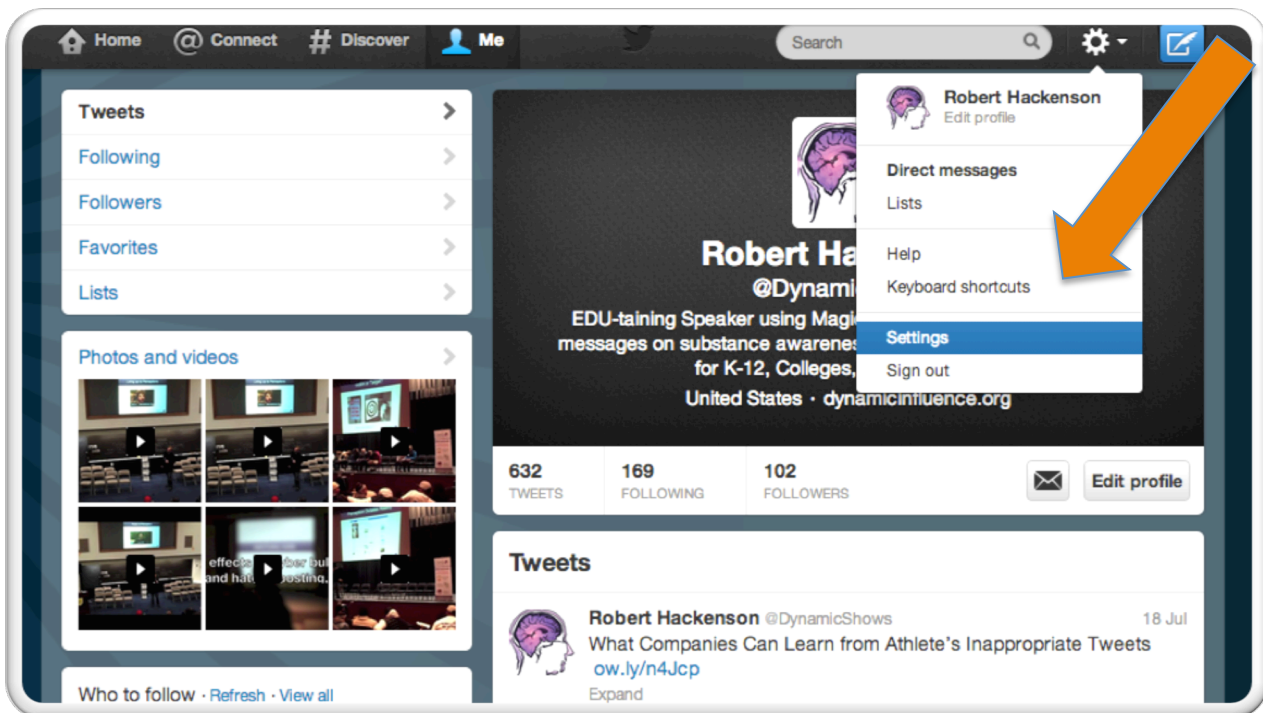 Home
Connect
Discover
Me
Search
Robert Hackenson
Edit profile
Direct messages
Lists
Help
Keyboard shortcuts
Settings
Sign out
Tweets
Following
Followers
Favorites
Lists
Photos and videos
effects
and
Who to follow · Refresh · View all
Robert Ha
@Dynami
EDU-taining Speaker using Magi
messages on substance awarenes
for K-12, Colleges,
United States · dynamicinfluence.org
632
TWEETS
169
FOLLOWING
102
FOLLOWERS
Edit profile
Tweets
Robert Hackenson @DynamicShows 18 Jul
What Companies Can Learn from Athlete's Inappropriate Tweets
ow.ly/n4Jcp
Expand